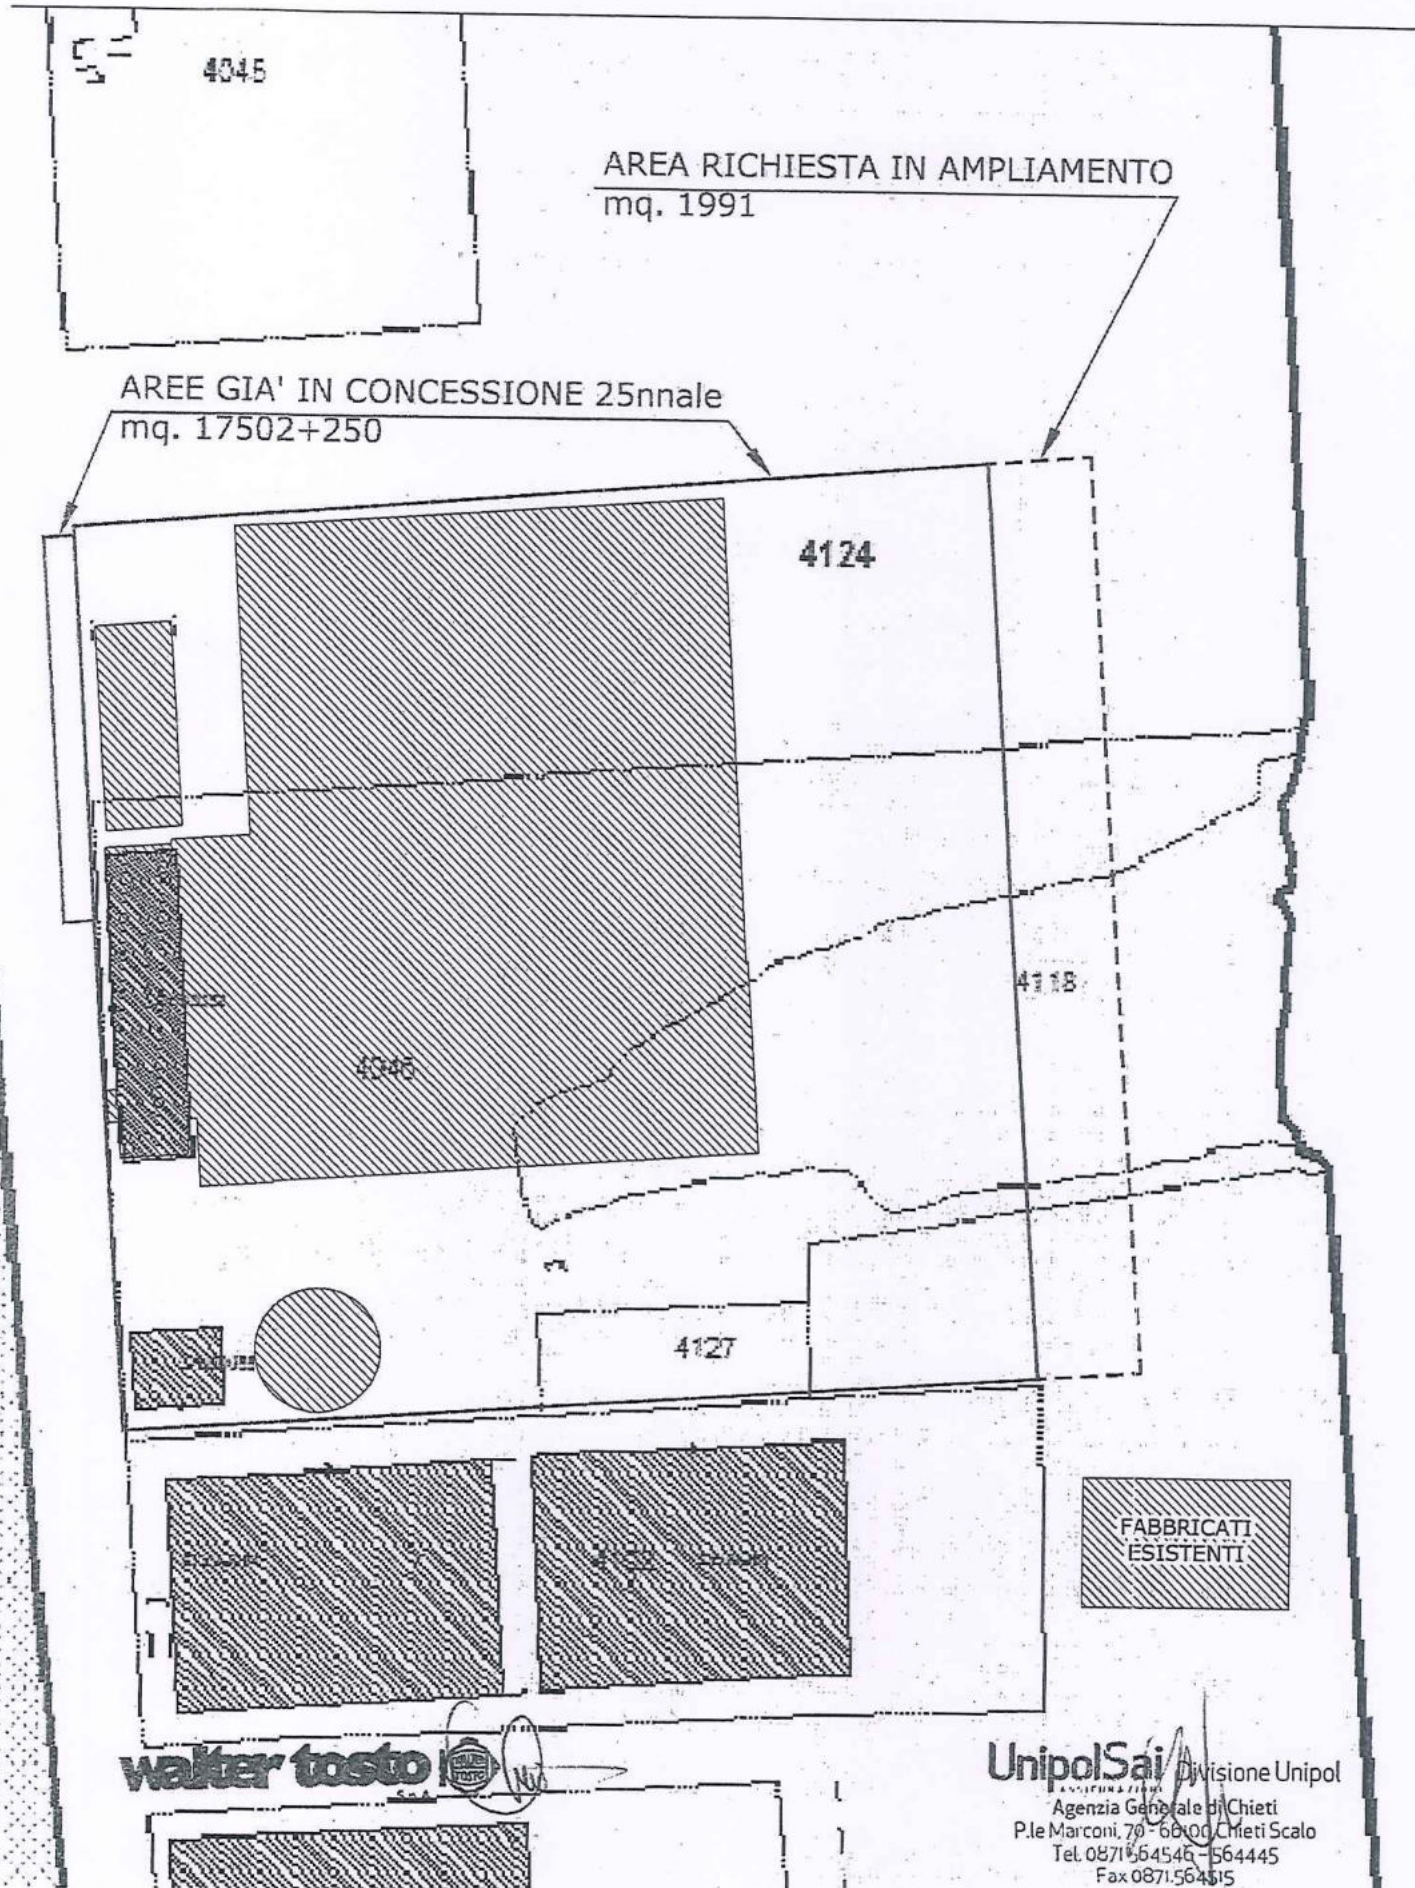 4045
AREA RICHIESTA IN AMPLIAMENTO
mq. 1991
AREE GIA' IN CONCESSIONE 25nnale
mq. 17502+250
4124
4118
4046
3
4127
FABBRICATI
ESISTENTI
walter tosto
S.p.A.
UnipolSai Divisione Unipol
ASSICURAZIONI
Agenzia Generale di Chieti
P.le Marconi, 70 - 66100 Chieti Scalo
Tel. 0871.564546 - 564445
Fax 0871.564515